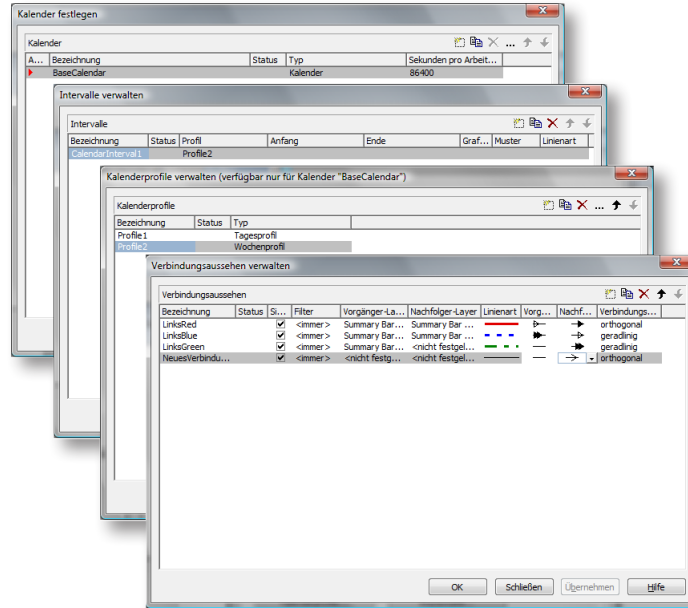 Kalender festlegen
Kalender
A... Bezeichnung Status Typ Sekunden pro Arbeit...
BaseCalendar Kalender 86400
Intervalle verwalten
Intervalle
Bezeichnung Status Profil Anfang Ende Graf... Muster Linienart
CalendarInterval1 Profile2
Kalenderprofile verwalten (verfügbar nur für Kalender "BaseCalendar")
Kalenderprofile
Bezeichnung Status Typ
Profile1 Tagesprofil
Profile2 Wochenprofil
Verbindungsaussehen verwalten
Verbindungsaussehen
Bezeichnung Status Si... Filter Vorgänger-La... Nachfolger-Layer Linienart Vorg... Nachf... Verbindungs...
LinksRed <immer> Summary Bar... Summary Bar ... orthogonal
LinksBlue <immer> Summary Bar... Summary Bar ... geradlinig
LinksGreen <immer> Summary Bar... <nicht festgel... geradlinig
NeuesVerbindu... <immer> <nicht festg... <nicht festgel... orthogonal
OK Schließen Übernehmen Hilfe